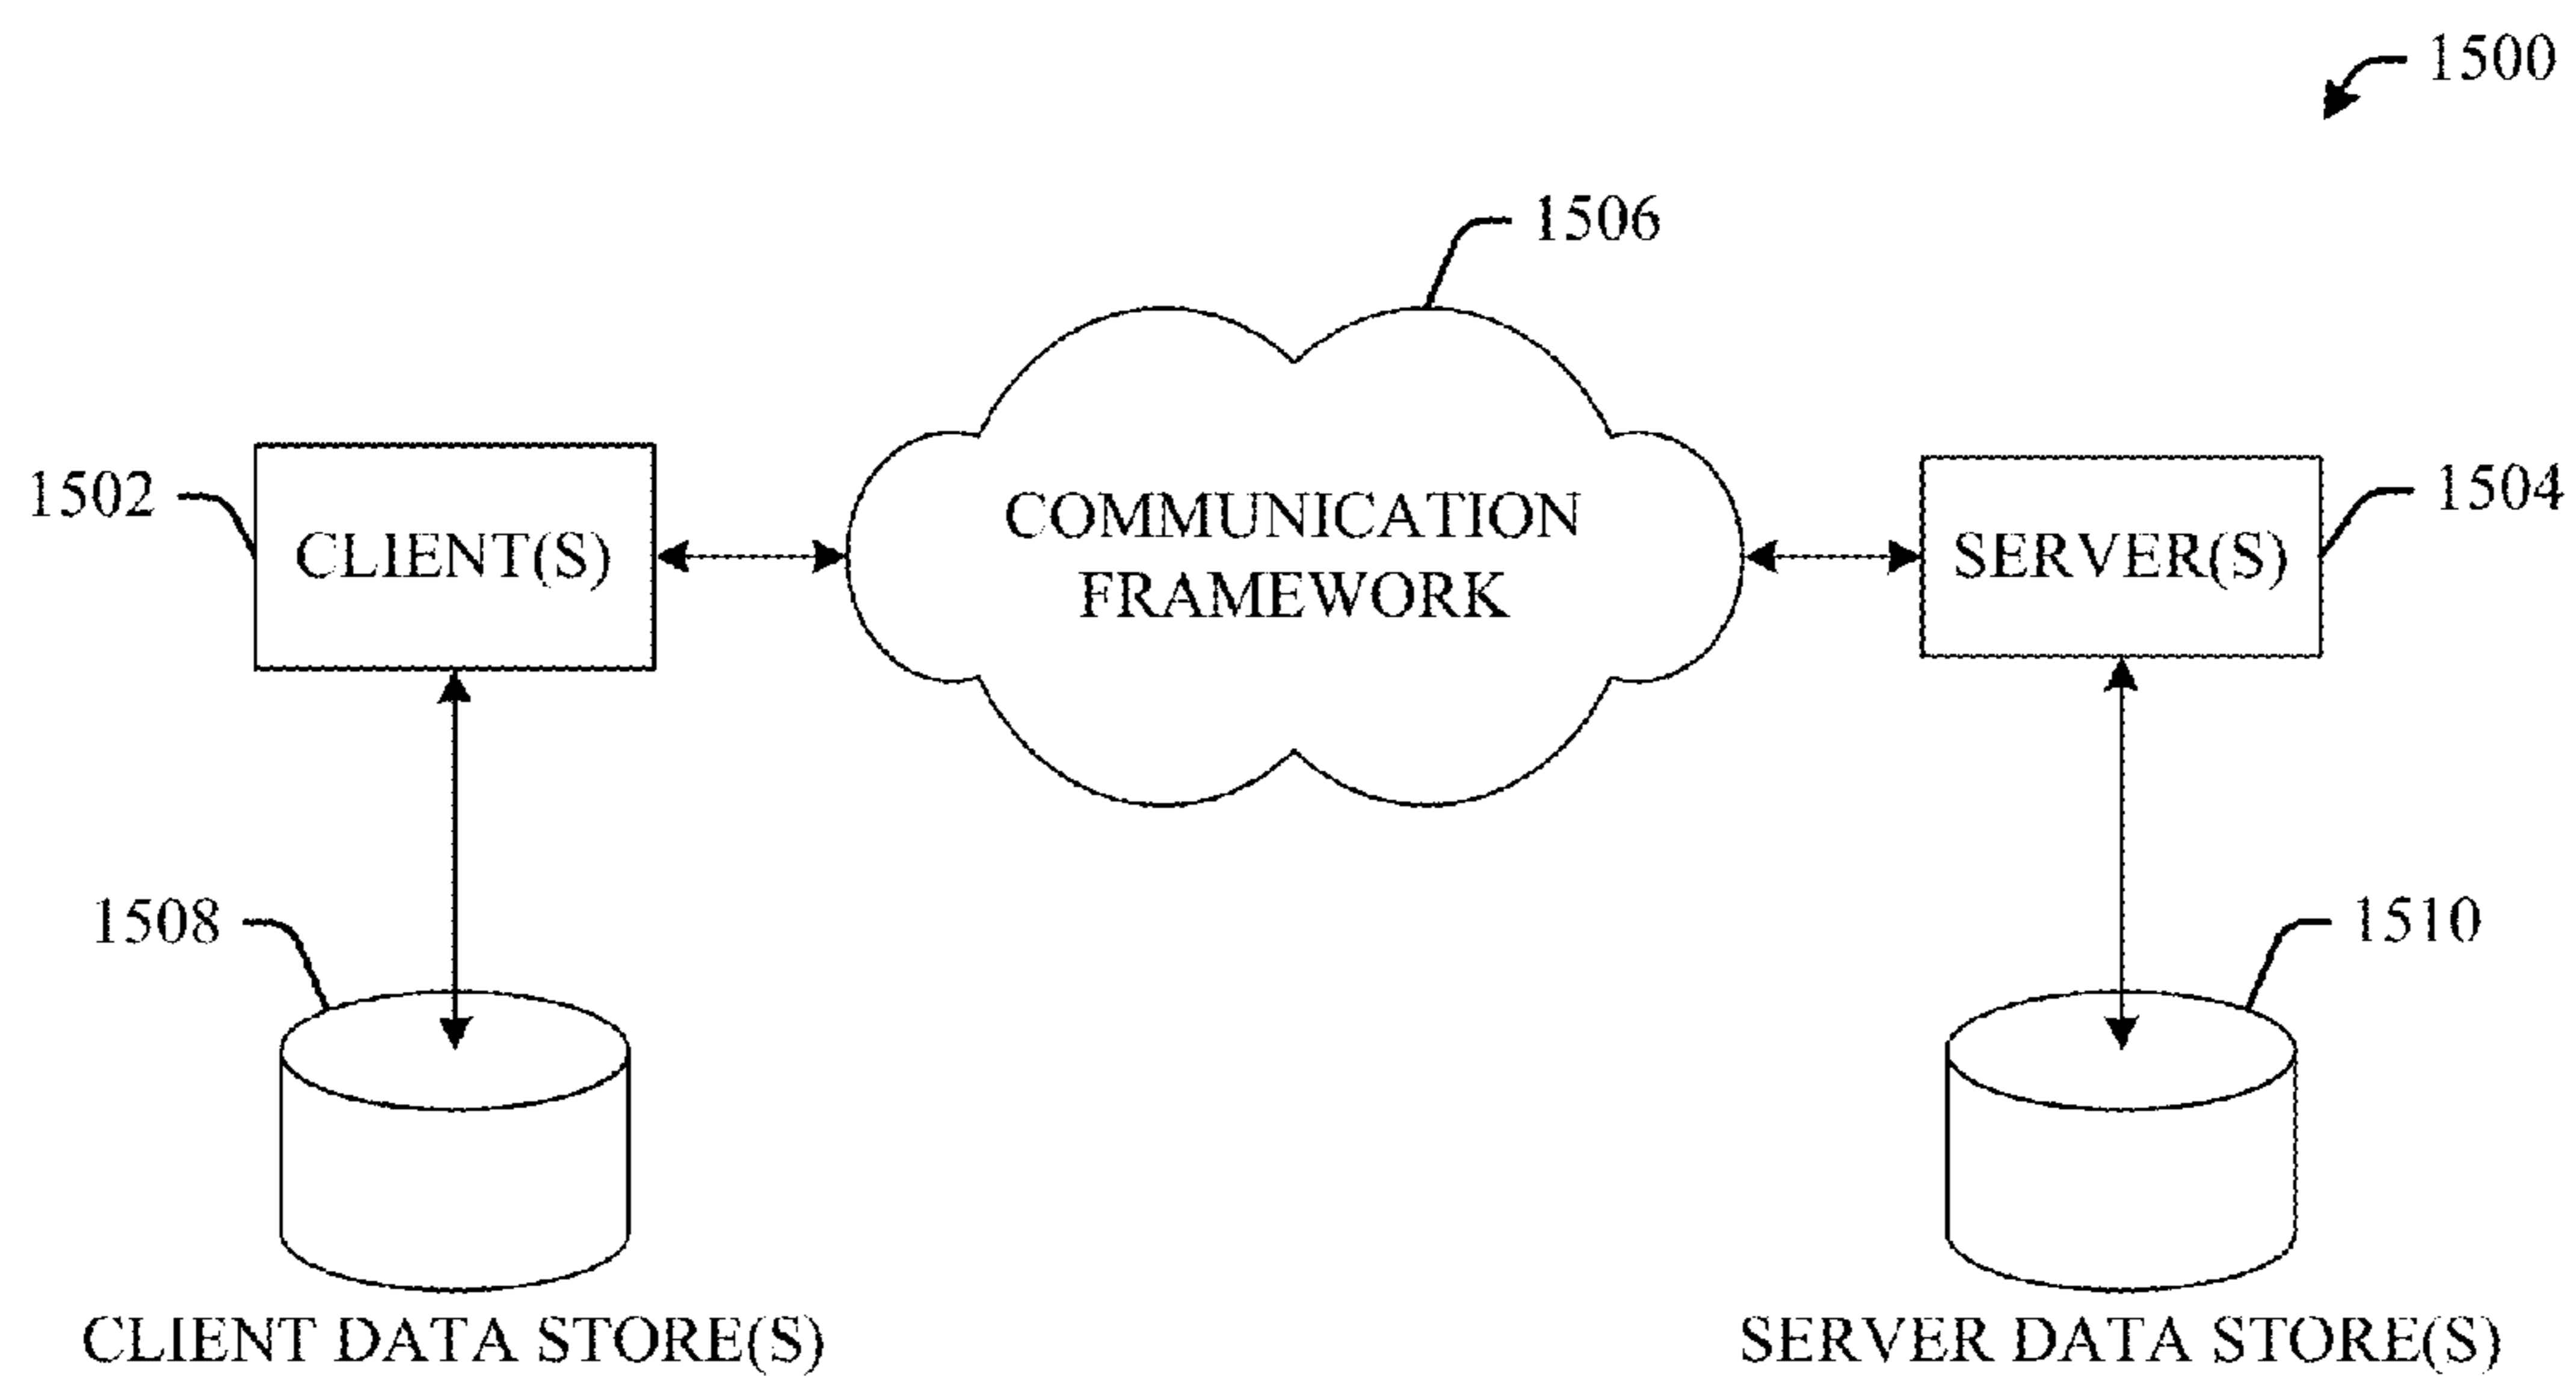 1500
1506
1502
CLIENT(S)
COMMUNICATION
FRAMEWORK
SERVER(S)
1504
1508
1510
CLIENT DATA STORE(S)
SERVER DATA STORE(S)